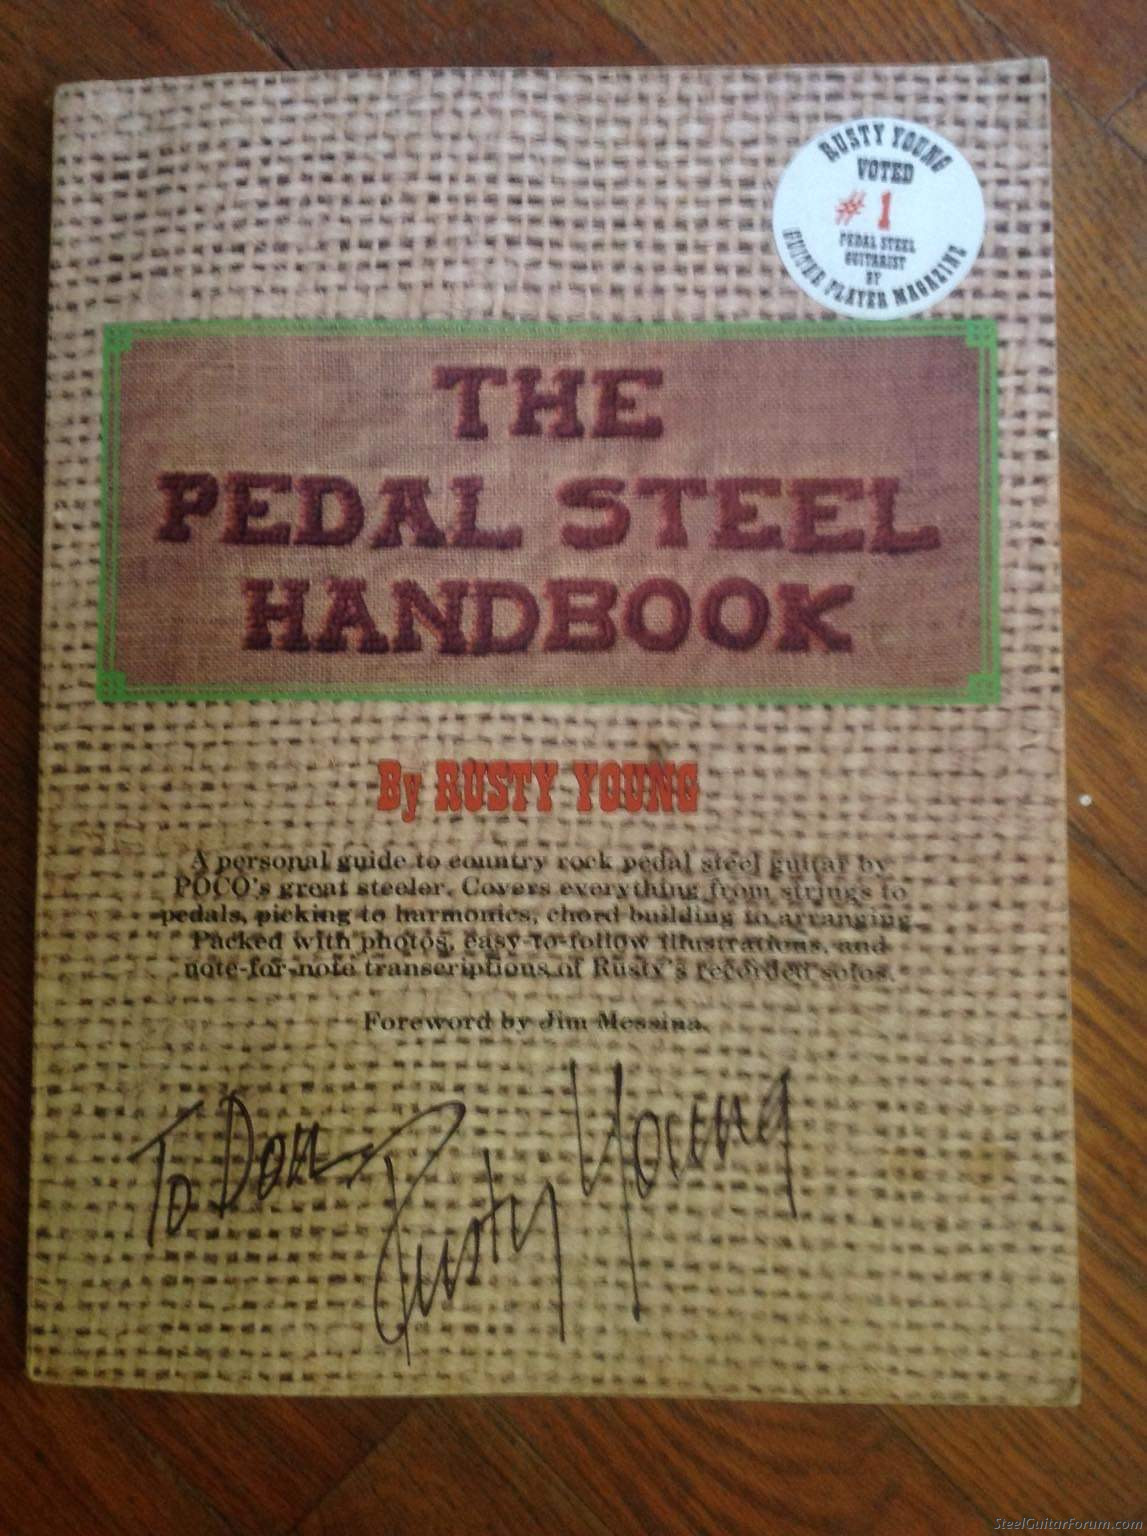 RUSTY YOUNG
VOTED
# 1
PEDAL STEEL
GUITARIST
BY
GUITAR PLAYER MAGAZINE
THE
PEDAL STEEL
HANDBOOK
By RUSTY YOUNG
A personal guide to country rock pedal steel guitar by
POCO's great steeler. Covers everything from strings to
pedals, picking to harmonics, chord building to arranging.
Packed with photos, easy-to-follow illustrations, and
note-for-note transcriptions of Rusty's recorded solos.
Foreword by Jim Messina.
To Don
Rusty Young
SteelGuitarForum.com